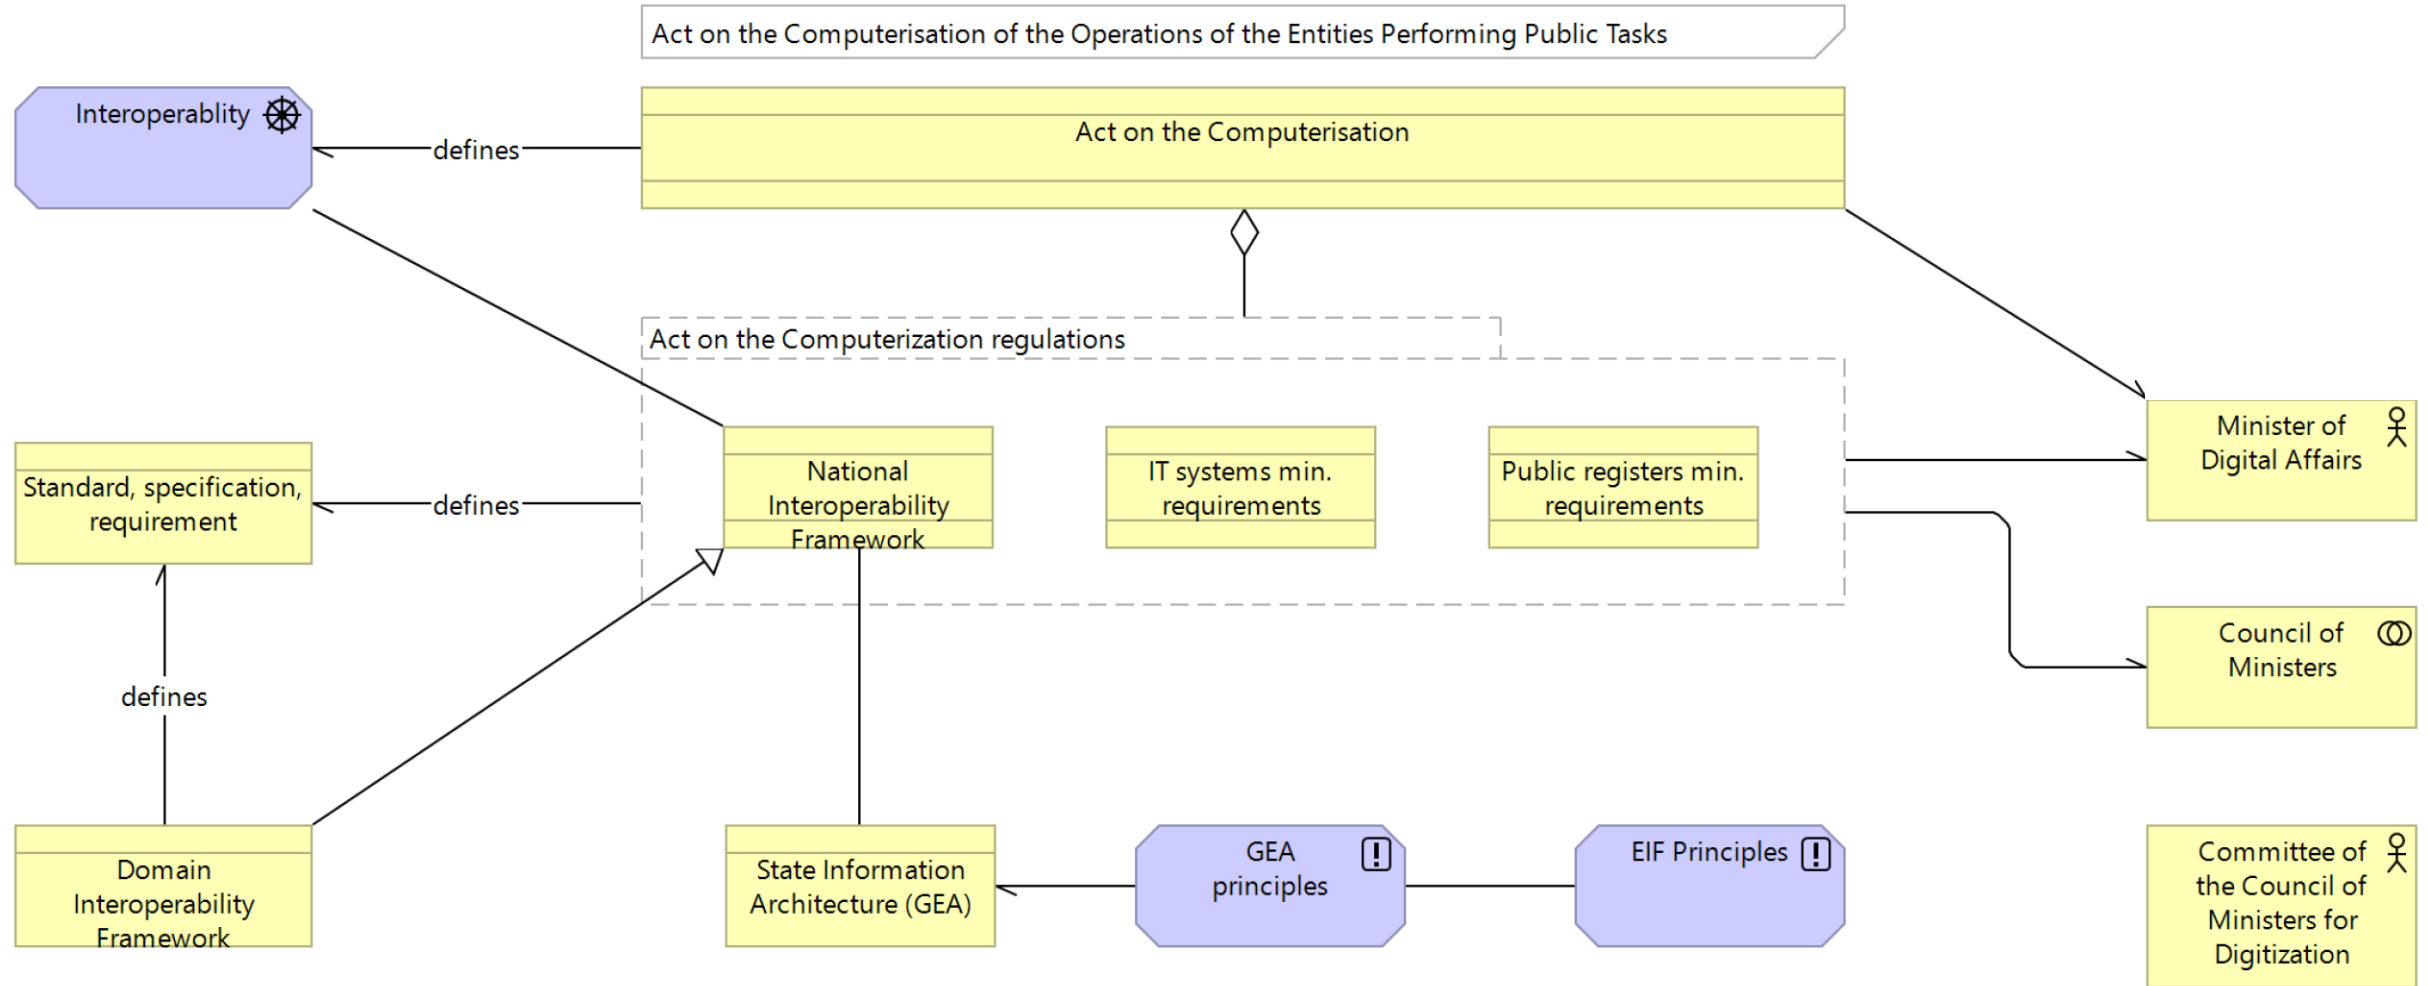 Act on the Computerisation of the Operations of the Entities Performing Public Tasks
Interoperablity
defines
Act on the Computerisation
Act on the Computerization regulations
Standard, specification,
requirement
defines
National
Interoperability
Framework
IT systems min.
requirements
Public registers min.
requirements
Minister of
Digital Affairs
Council of
Ministers
defines
Domain
Interoperability
Framework
State Information
Architecture (GEA)
GEA
principles
EIF Principles
Committee of
the Council of
Ministers for
Digitization